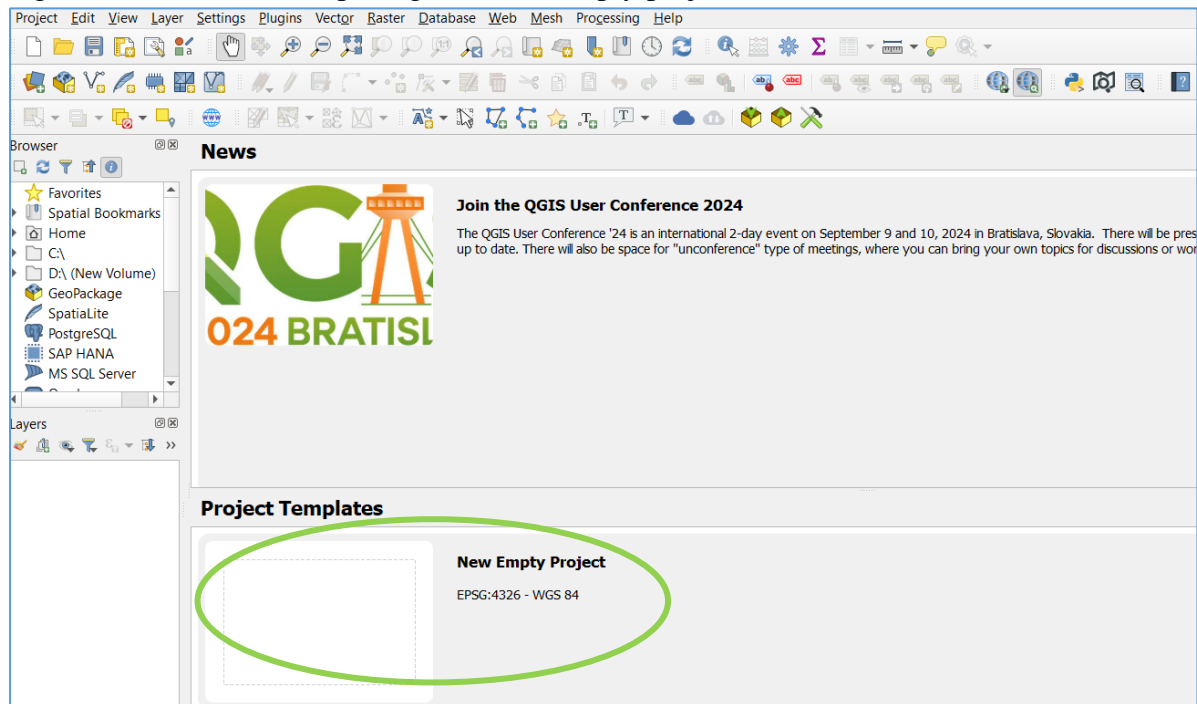 Project Edit View Layer Settings Plugins Vector Raster Database Web Mesh Processing Help
Browser
Favorites
Spatial Bookmarks
Home
C:\
D:\ (New Volume)
GeoPackage
SpatiaLite
PostgreSQL
SAP HANA
MS SQL Server
Layers
News
QGIS
024 BRATISL
Join the QGIS User Conference 2024
The QGIS User Conference '24 is an international 2-day event on September 9 and 10, 2024 in Bratislava, Slovakia. There will be pres
up to date. There will also be space for "unconference" type of meetings, where you can bring your own topics for discussions or wor
Project Templates
New Empty Project
EPSG:4326 - WGS 84